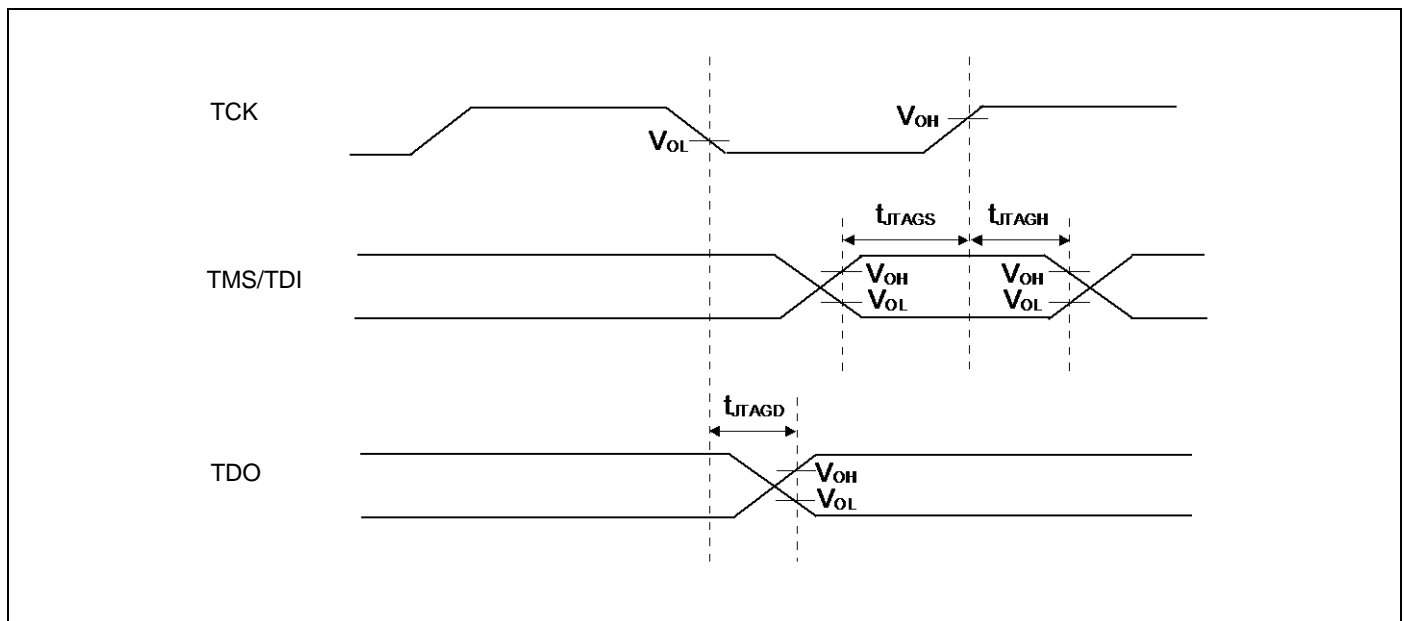 TCK
VOL
VOH
tJTAGS
tJTAGH
TMS/TDI
VOH
VOL
VOH
VOL
tJTAGD
TDO
VOH
VOL